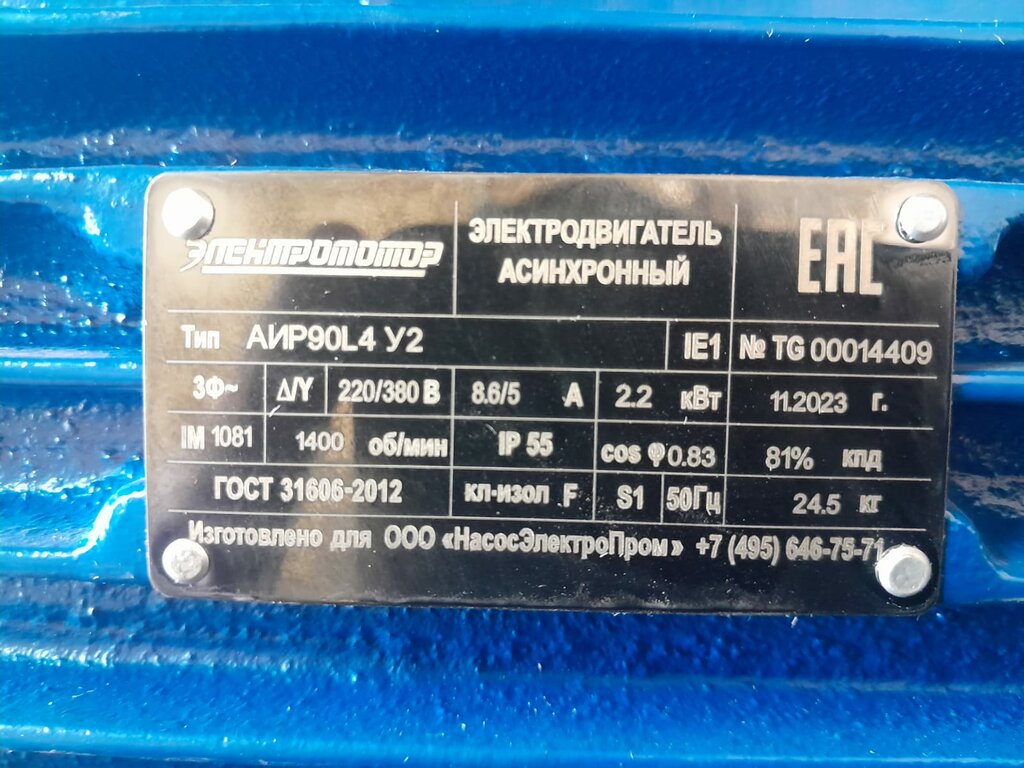 ЭЛЕКТРОМОТОР
ЭЛЕКТРОДВИГАТЕЛЬ
АСИНХРОННЫЙ
EAC
Тип АИР90L4 У2 IE1 № TG 00014409
3Ф~ Δ/Y 220/380 В 8.6/5 А 2.2 кВт 11.2023 г.
IM 1081 1400 об/мин IP 55 cos φ 0.83 81% кпд
ГОСТ 31606-2012 кл-изол F S1 50Гц 24.5 кг
Изготовлено для ООО «НасосЭлектроПром» +7 (495) 646-75-71